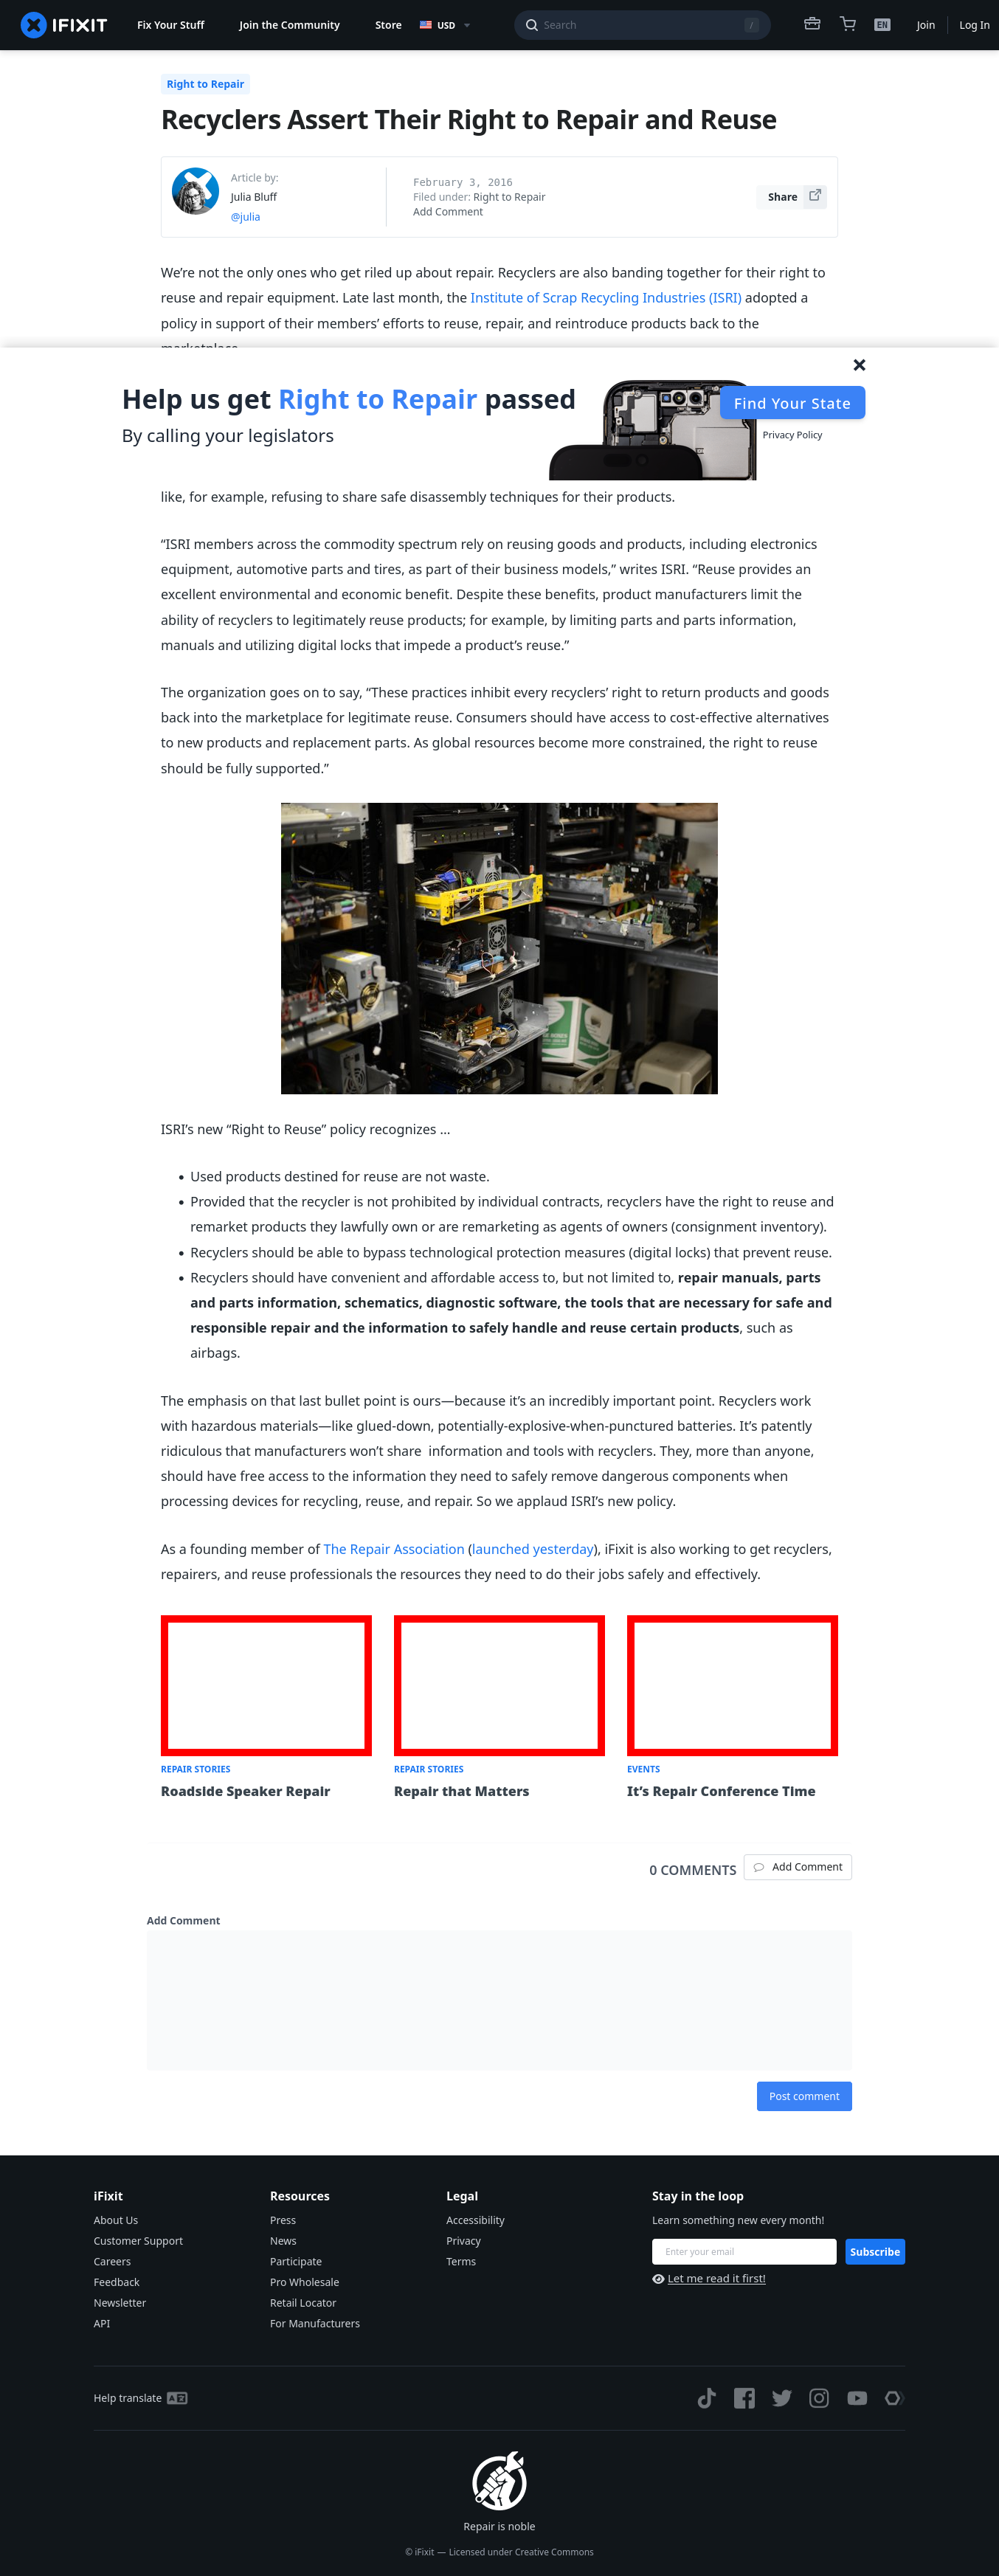 IFIXIT
Fix Your Stuff
Join the Community
Store
USD
Search
/
EN
Join
Log In
Right to Repair
Recyclers Assert Their Right to Repair and Reuse
Article by:
Julia Bluff
@julia
February 3, 2016
Filed under: Right to Repair
Add Comment
Share
We’re not the only ones who get riled up about repair. Recyclers are also banding together for their right to
reuse and repair equipment. Late last month, the Institute of Scrap Recycling Industries (ISRI) adopted a
policy in support of their members’ efforts to reuse, repair, and reintroduce products back to the
Help us get Right to Repair passed
By calling your legislators
Find Your State
Privacy Policy
like, for example, refusing to share safe disassembly techniques for their products.
“ISRI members across the commodity spectrum rely on reusing goods and products, including electronics
equipment, automotive parts and tires, as part of their business models,” writes ISRI. “Reuse provides an
excellent environmental and economic benefit. Despite these benefits, product manufacturers limit the
ability of recyclers to legitimately reuse products; for example, by limiting parts and parts information,
manuals and utilizing digital locks that impede a product’s reuse.”
The organization goes on to say, “These practices inhibit every recyclers’ right to return products and goods
back into the marketplace for legitimate reuse. Consumers should have access to cost-effective alternatives
to new products and replacement parts. As global resources become more constrained, the right to reuse
should be fully supported.”
ISRI’s new “Right to Reuse” policy recognizes …
• Used products destined for reuse are not waste.
• Provided that the recycler is not prohibited by individual contracts, recyclers have the right to reuse and
remarket products they lawfully own or are remarketing as agents of owners (consignment inventory).
• Recyclers should be able to bypass technological protection measures (digital locks) that prevent reuse.
• Recyclers should have convenient and affordable access to, but not limited to, repair manuals, parts
and parts information, schematics, diagnostic software, the tools that are necessary for safe and
responsible repair and the information to safely handle and reuse certain products, such as
airbags.
The emphasis on that last bullet point is ours—because it’s an incredibly important point. Recyclers work
with hazardous materials—like glued-down, potentially-explosive-when-punctured batteries. It’s patently
ridiculous that manufacturers won’t share  information and tools with recyclers. They, more than anyone,
should have free access to the information they need to safely remove dangerous components when
processing devices for recycling, reuse, and repair. So we applaud ISRI’s new policy.
As a founding member of The Repair Association (launched yesterday), iFixit is also working to get recyclers,
repairers, and reuse professionals the resources they need to do their jobs safely and effectively.
REPAIR STORIES
Roadside Speaker Repair
REPAIR STORIES
Repair that Matters
EVENTS
It’s Repair Conference Time
0 COMMENTS
Add Comment
Add Comment
Post comment
iFixit
About Us
Customer Support
Careers
Feedback
Newsletter
API
Resources
Press
News
Participate
Pro Wholesale
Retail Locator
For Manufacturers
Legal
Accessibility
Privacy
Terms
Stay in the loop
Learn something new every month!
Enter your email
Subscribe
Let me read it first!
Help translate
Repair is noble
© iFixit — Licensed under Creative Commons